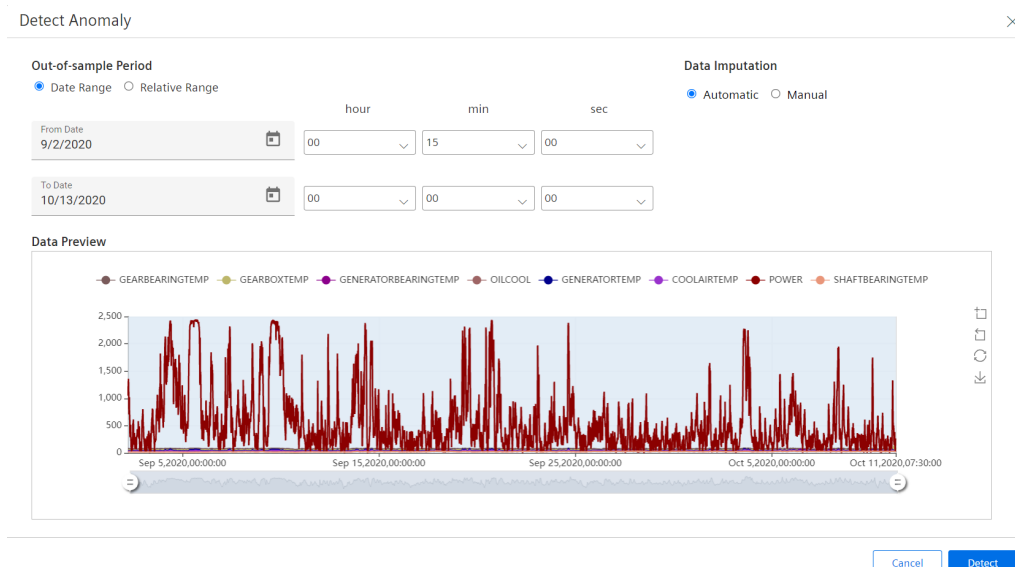 Detect Anomaly
Out-of-sample Period
Data Imputation
Date Range Relative Range
Automatic Manual
hour min sec
From Date
9/2/2020
00 15 00
To Date
10/13/2020
00 00 00
Data Preview
GEARBEARINGTEMP GEARBOXTEMP GENERATORBEARINGTEMP OILCOOL GENERATORTEMP COOLAIRTEMP POWER SHAFTBEARINGTEMP
2,500
2,000
1,500
1,000
500
0
Sep 5,2020,00:00:00 Sep 15,2020,00:00:00 Sep 25,2020,00:00:00 Oct 5,2020,00:00:00 Oct 11,2020,07:30:00
Cancel Detect